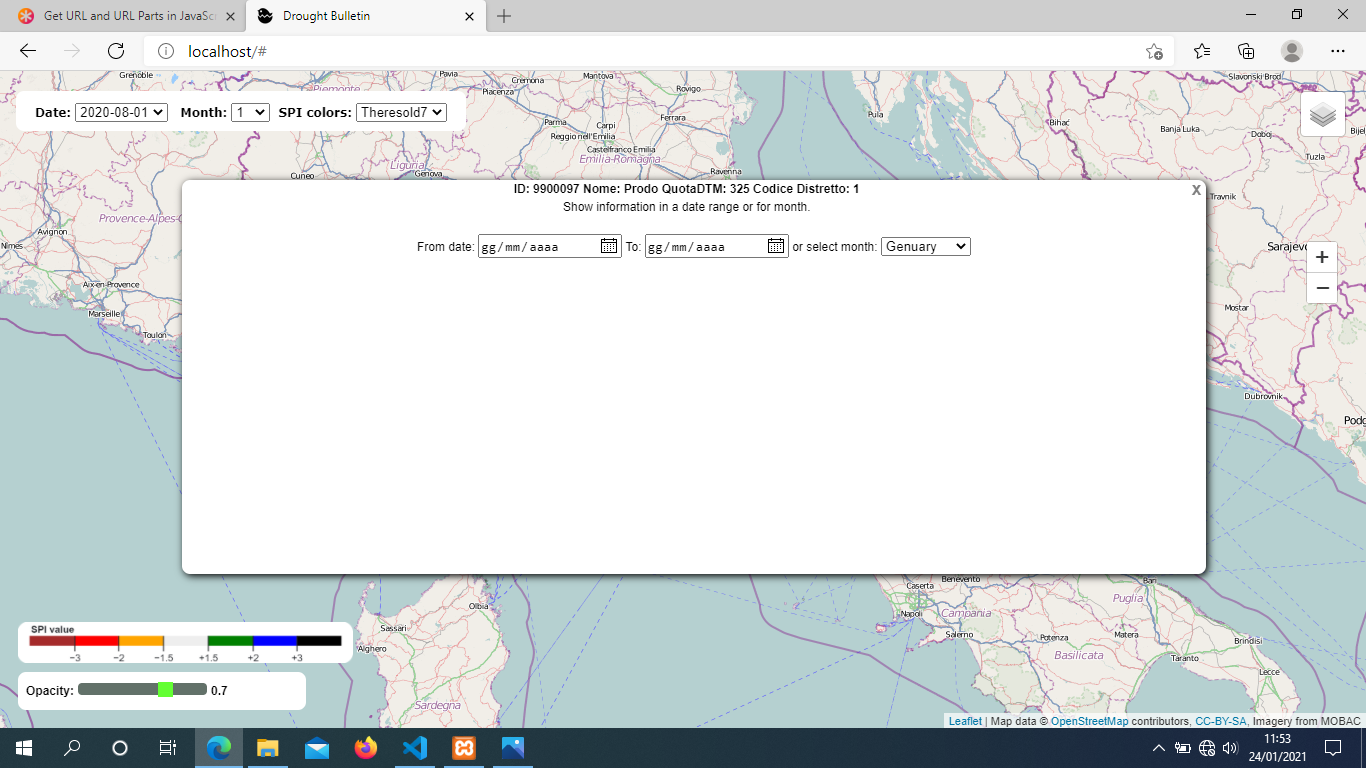 Get URL and URL Parts in JavaScr
Drought Bulletin
localhost/#
Grenoble
Piemonte
Pavia
Cremona
Piacenza
Mantova
Rovigo
Pula
Slavonski-Brod
Date: 2020-08-01 Month: 1 SPI colors: Theresold7
Parma
Carpi
Reggio nell'Emilia
Ferrara
Castelfranco Emilia
Emilia-Romagna
Bihać
Banja Luka
Doboj
Bijel
Tuzla
Liguria
Genova
Cuneo
Ravenna
Travnik
Provence-Alpes-C
Avignon
Nîmes
Aix-en-Provence
Marseille
Toulon
Sarajevo
Mostar
Dubrovnik
Podg
ID: 9900097 Nome: Prodo QuotaDTM: 325 Codice Distretto: 1
X
Show information in a date range or for month.
From date: gg/mm/aaaa To: gg/mm/aaaa or select month: Genuary
+
−
Olbia
Sassari
Alghero
Sardegna
Caserta
Benevento
Napoli
Campania
Salerno
Potenza
Matera
Basilicata
Bari
Puglia
Taranto
Brindisi
Lecce
SPI value
−3 −2 −1.5 +1.5 +2 +3
Opacity: 0.7
Leaflet | Map data © OpenStreetMap contributors, CC-BY-SA, Imagery from MOBAC
11:53
24/01/2021